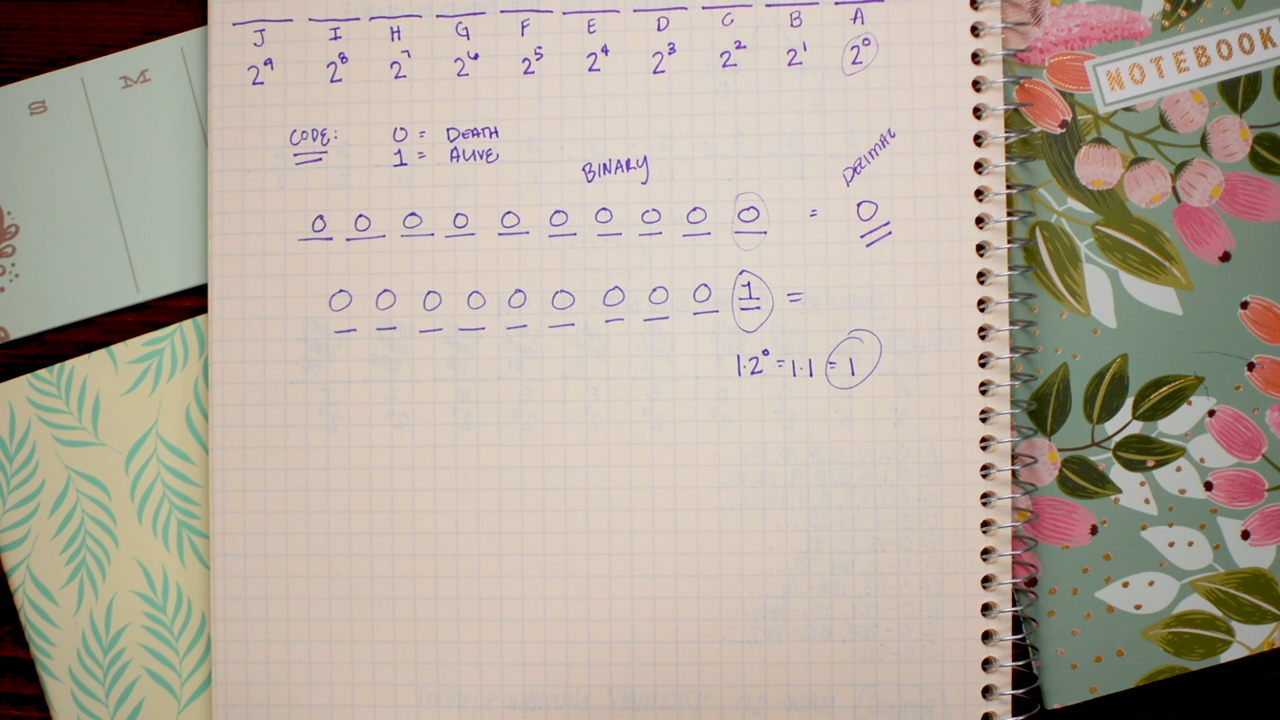 S M
J I H G F E D C B A
2⁹ 2⁸ 2⁷ 2⁶ 2⁵ 2⁴ 2³ 2² 2¹ 2⁰
CODE: 0 = DEATH
1 = ALIVE
BINARY DECIMAL
0 0 0 0 0 0 0 0 0 0 = 0
0 0 0 0 0 0 0 0 0 1 =
1·2⁰ = 1·1 = 1
NOTEBOOK